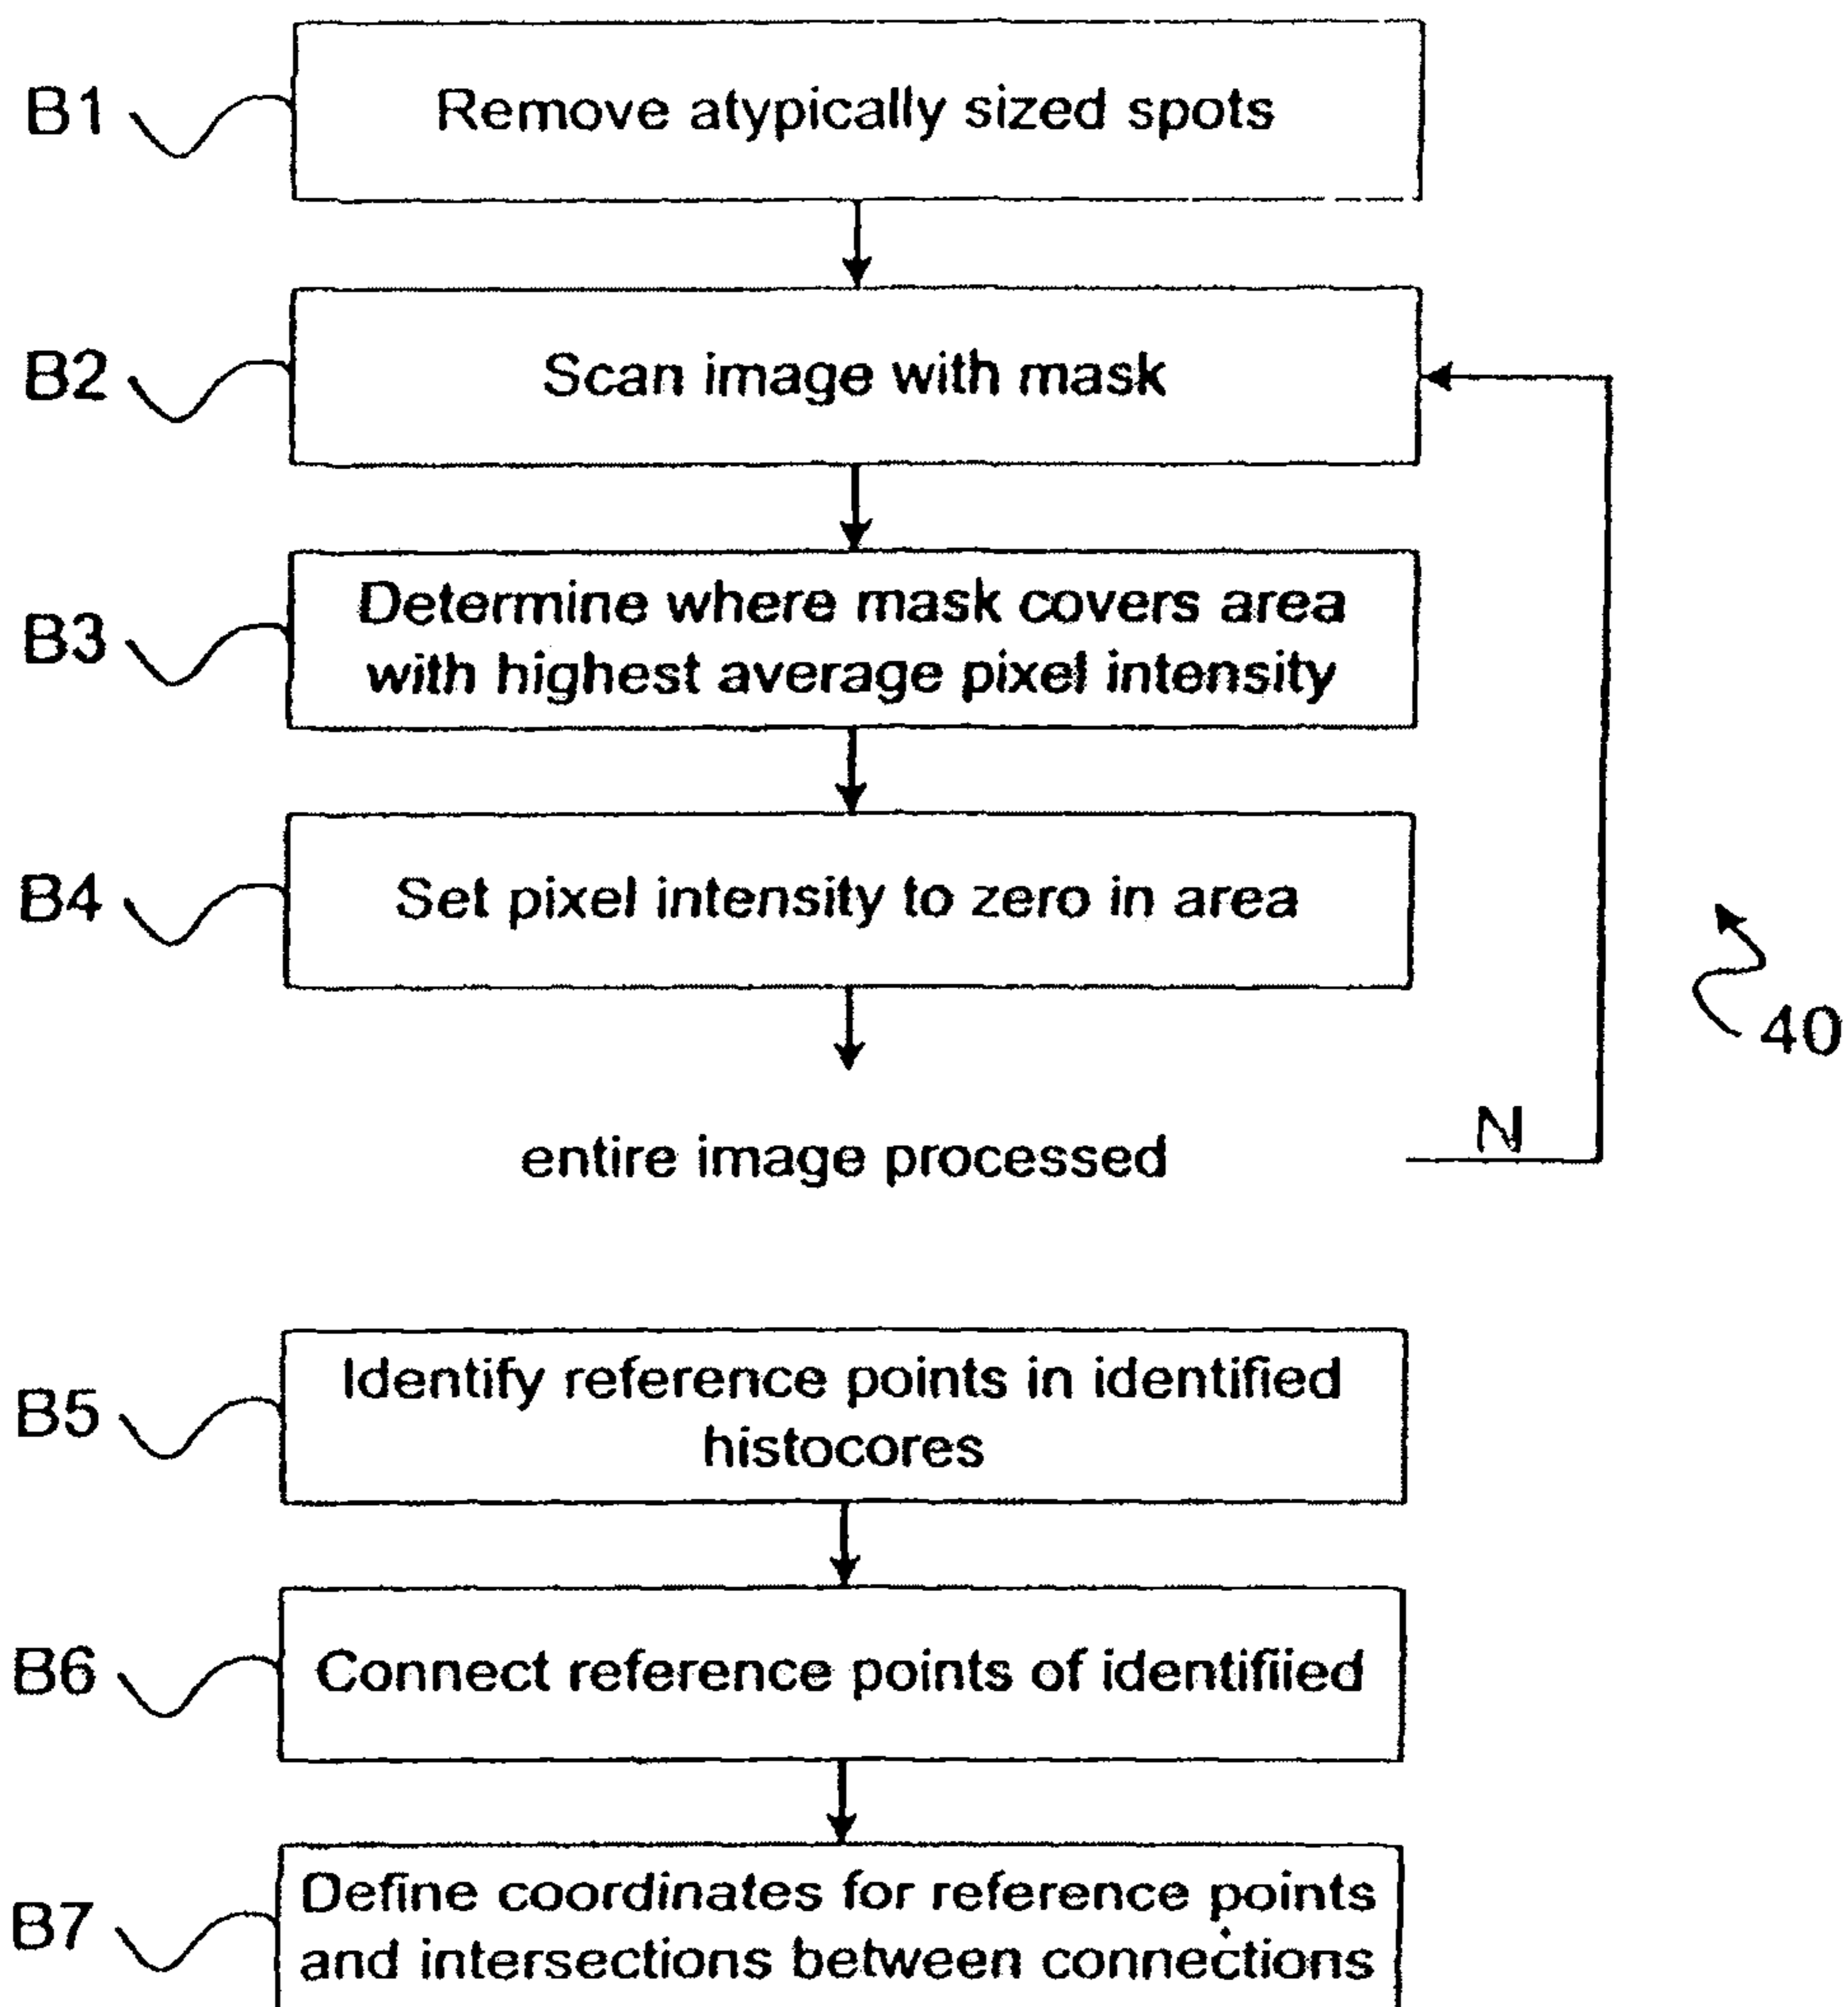 B1
Remove atypically sized spots
B2
Scan image with mask
B3
Determine where mask covers area
with highest average pixel intensity
B4
Set pixel intensity to zero in area
40
N
entire image processed
B5
Identify reference points in identified
histocores
B6
Connect reference points of identifiied
B7
Define coordinates for reference points
and intersections between connections